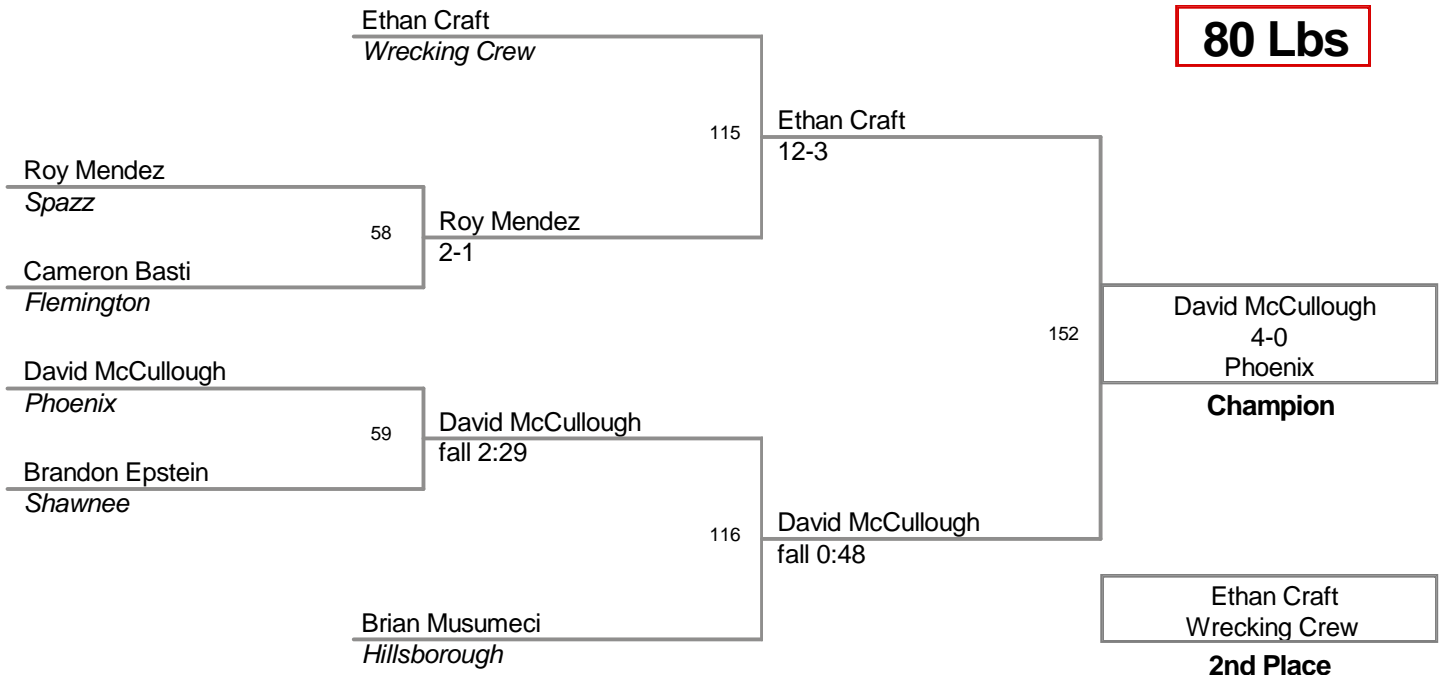 Ethan Craft
Wrecking Crew
80 Lbs
115
Ethan Craft
12-3
Roy Mendez
Spazz
58
Roy Mendez
2-1
Cameron Basti
Flemington
152
David McCullough
4-0
Phoenix
Champion
David McCullough
Phoenix
59
David McCullough
fall 2:29
Brandon Epstein
Shawnee
116
David McCullough
fall 0:48
Brian Musumeci
Hillsborough
Ethan Craft
Wrecking Crew
2nd Place